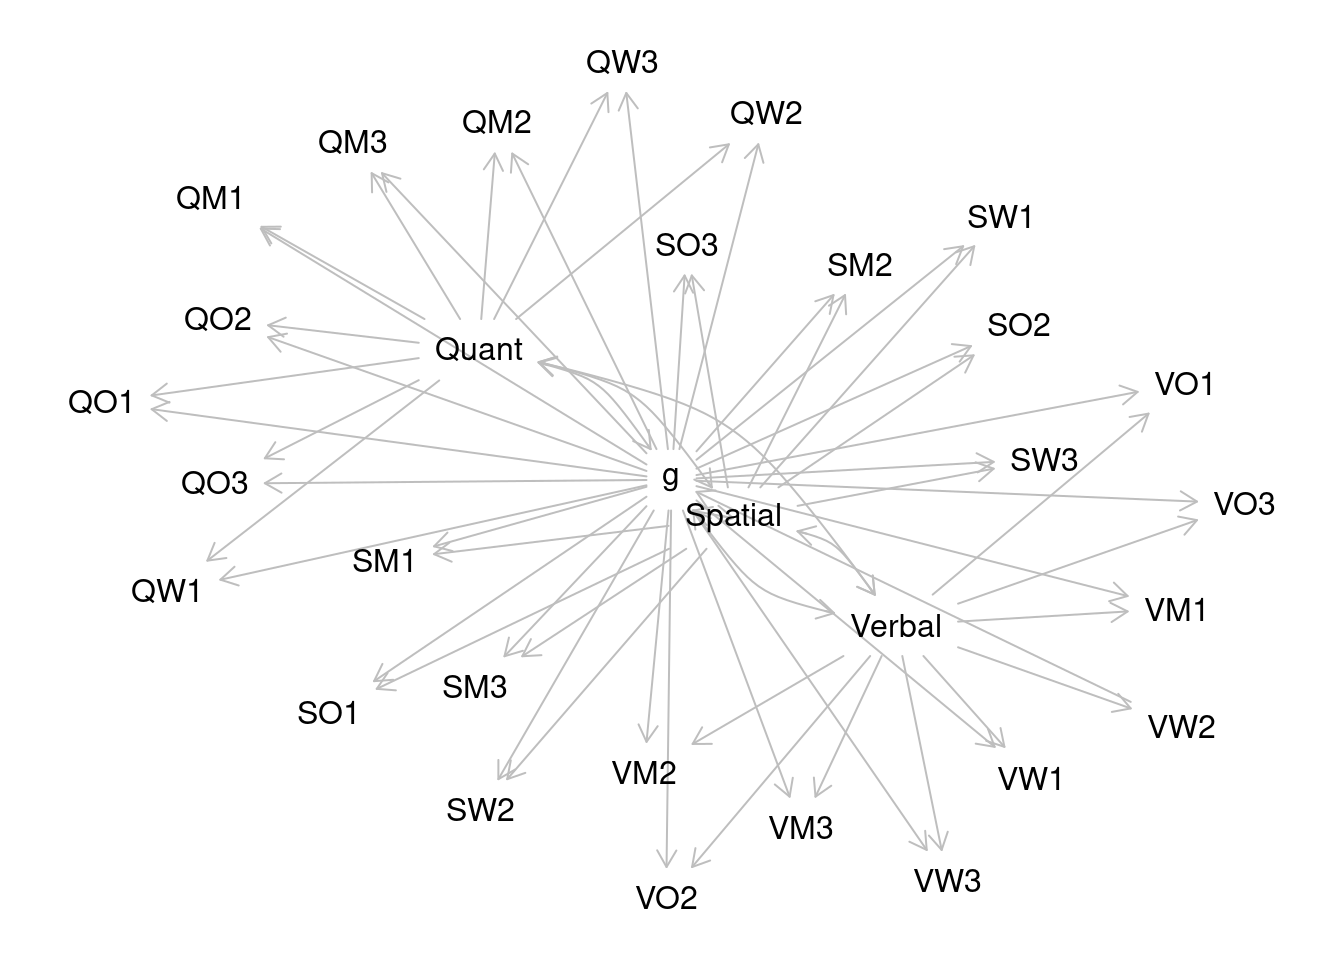 QW3
QW2
QM2
QM3
QM1
SW1
SO3
SM2
QO2
SO2
Quant
VO1
QO1
SW3
g
QO3
VO3
Spatial
SM1
QW1
VM1
Verbal
SM3
SO1
VW2
VM2
VW1
SW2
VM3
VW3
VO2